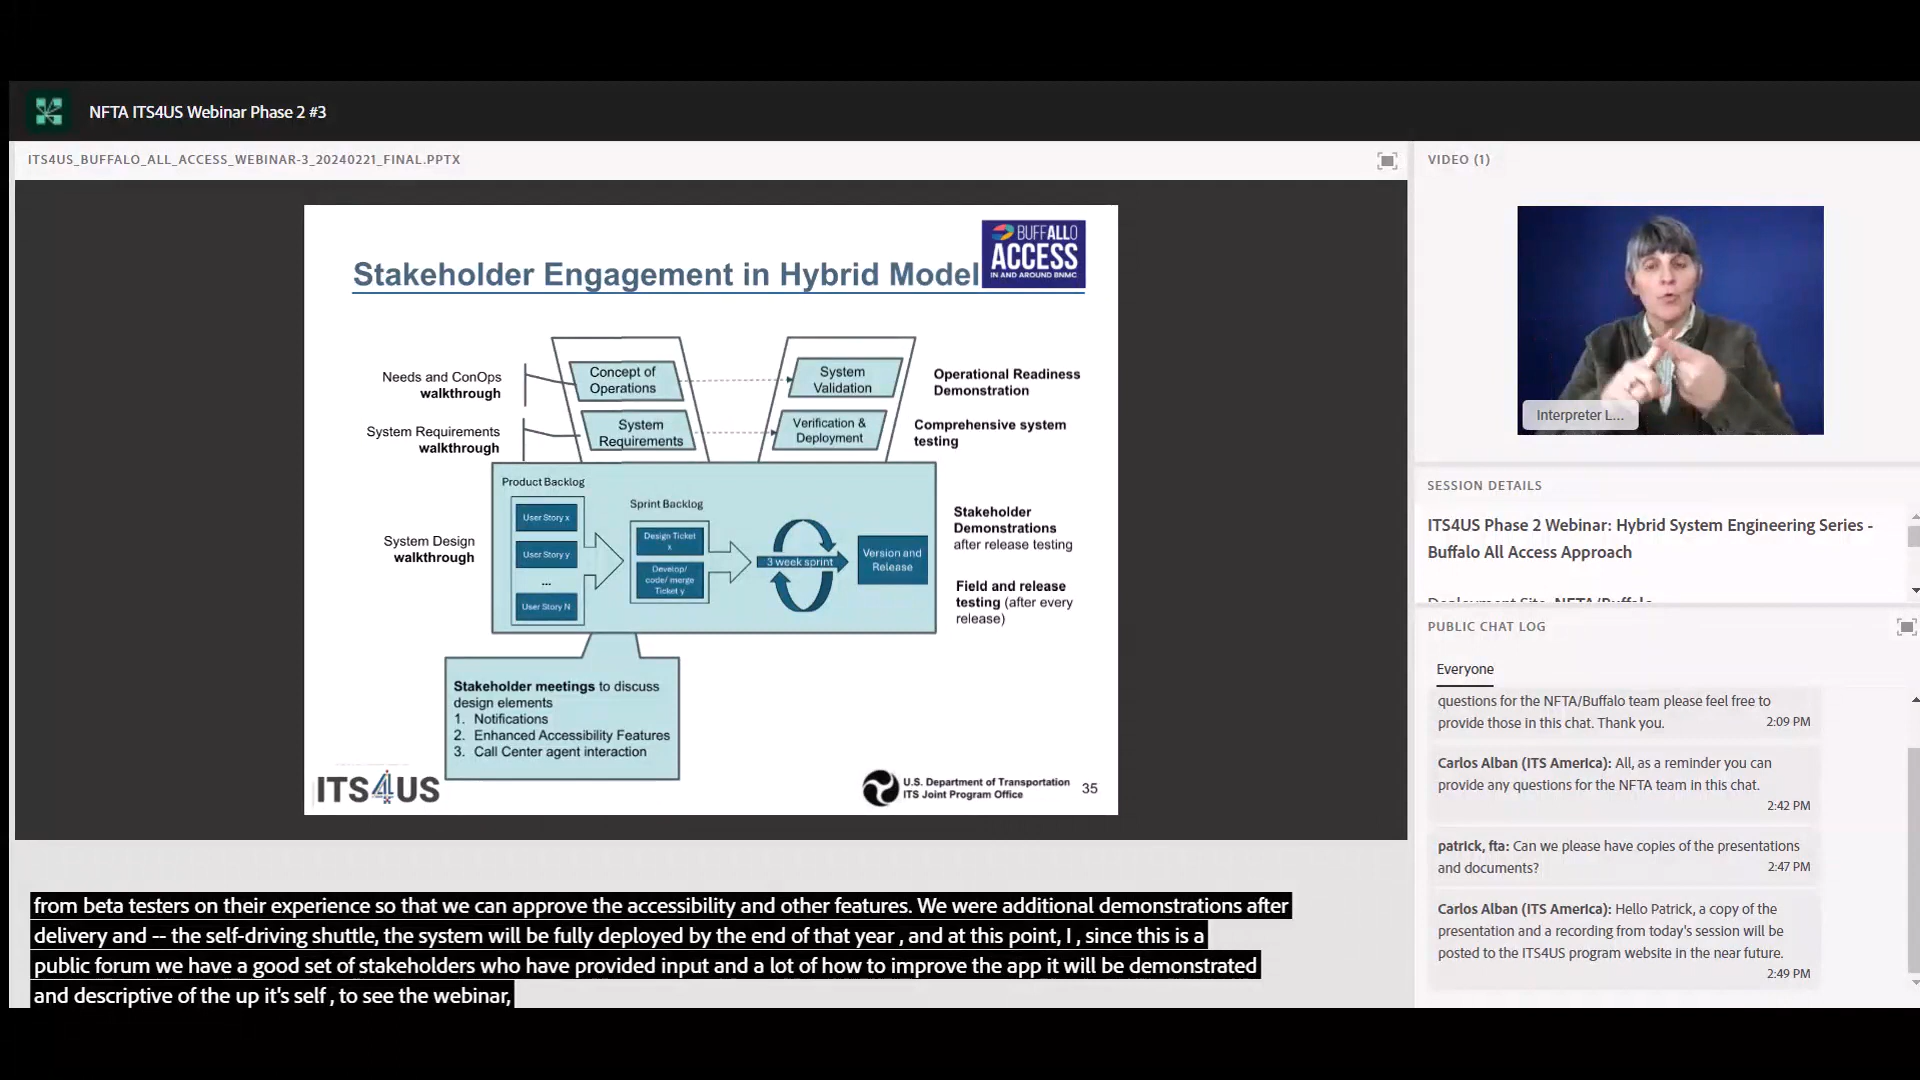 NFTA ITS4US Webinar Phase 2 #3
ITS4US_BUFFALO_ALL_ACCESS_WEBINAR-3_20240221_FINAL.PPTX
BUFFALLO
ACCESS
IN AND AROUND BNMC
Stakeholder Engagement in Hybrid Model
Needs and ConOps
walkthrough
Concept of
Operations
System
Validation
Operational Readiness
Demonstration
System Requirements
walkthrough
System
Requirements
Verification &
Deployment
Comprehensive system
testing
Product Backlog
User Story x
User Story y
...
User Story N
Sprint Backlog
Design Ticket
x
Develop/
code/ merge
Ticket y
3 week sprint
Version and
Release
System Design
walkthrough
Stakeholder
Demonstrations
after release testing
Field and release
testing (after every
release)
Stakeholder meetings to discuss
design elements
1. Notifications
2. Enhanced Accessibility Features
3. Call Center agent interaction
ITS4US
U.S. Department of Transportation
ITS Joint Program Office
35
from beta testers on their experience so that we can approve the accessibility and other features. We were additional demonstrations after
delivery and -- the self-driving shuttle, the system will be fully deployed by the end of that year , and at this point, I , since this is a
public forum we have a good set of stakeholders who have provided input and a lot of how to improve the app it will be demonstrated
and descriptive of the up it's self , to see the webinar,
VIDEO (1)
Interpreter L...
SESSION DETAILS
ITS4US Phase 2 Webinar: Hybrid System Engineering Series -
Buffalo All Access Approach
Deployment Site: NFTA/Buffalo
PUBLIC CHAT LOG
Everyone
questions for the NFTA/Buffalo team please feel free to
provide those in this chat. Thank you.
2:09 PM
Carlos Alban (ITS America): All, as a reminder you can
provide any questions for the NFTA team in this chat.
2:42 PM
patrick, fta: Can we please have copies of the presentations
and documents?
2:47 PM
Carlos Alban (ITS America): Hello Patrick, a copy of the
presentation and a recording from today's session will be
posted to the ITS4US program website in the near future.
2:49 PM